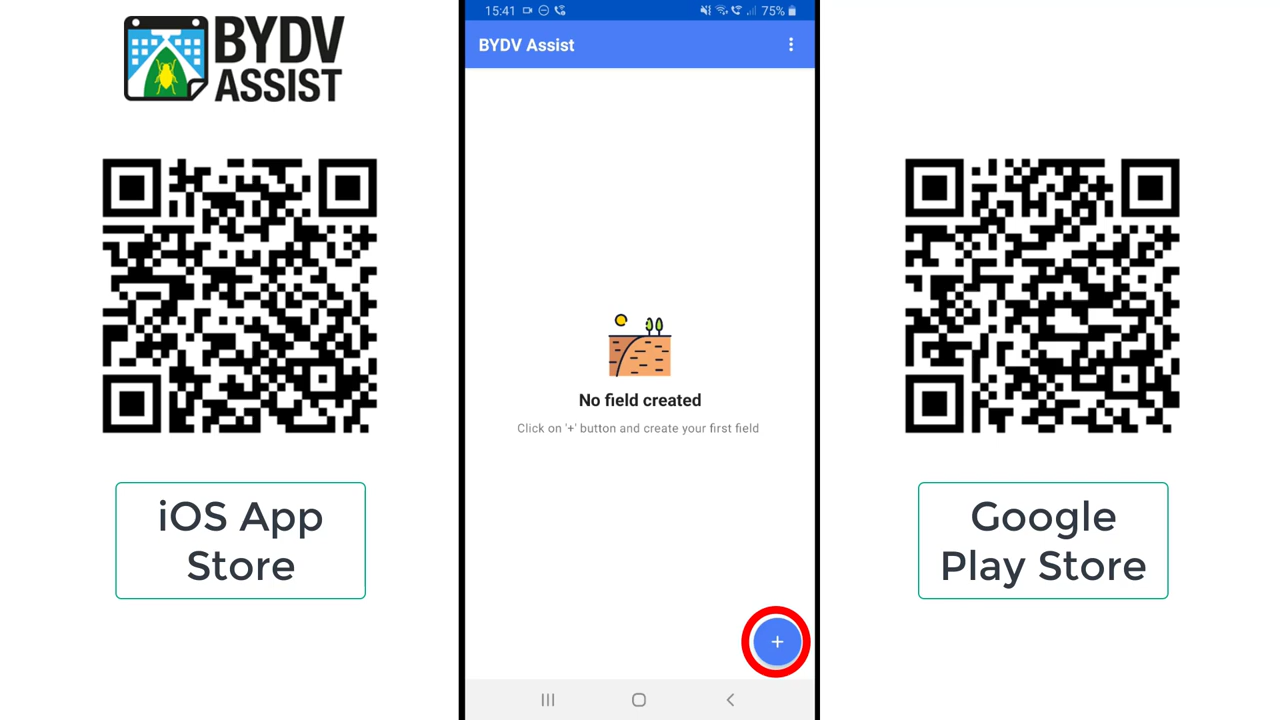 BYDV
ASSIST
iOS App
Store
15:41
75%
BYDV Assist
No field created
Click on '+' button and create your first field
+
Google
Play Store